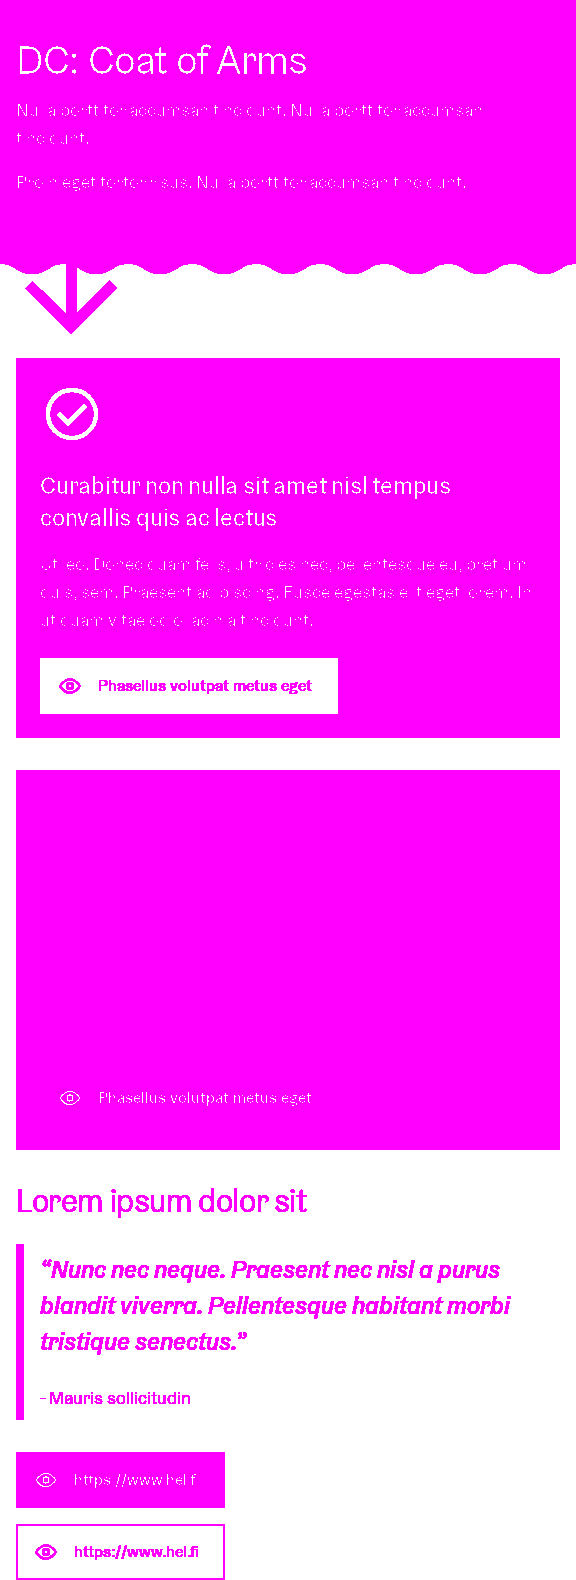 DC: Coat of Arms
Nulla porttitor accumsan tincidunt. Nulla porttitor accumsan
tincidunt.
Proin eget tortor risus. Nulla porttitor accumsan tincidunt.
Curabitur non nulla sit amet nisl tempus
convallis quis ac lectus
Ut leo. Donec quam felis, ultricies nec, pellentesque eu, pretium
quis, sem. Praesent adipiscing. Fusce egestas elit eget lorem. In
ut quam vitae odio lacinia tincidunt.
Phasellus volutpat metus eget
Phasellus volutpat metus eget
Lorem ipsum dolor sit
“Nunc nec neque. Praesent nec nisl a purus
blandit viverra. Pellentesque habitant morbi
tristique senectus.”
- Mauris sollicitudin
https://www.hel.fi
https://www.hel.fi